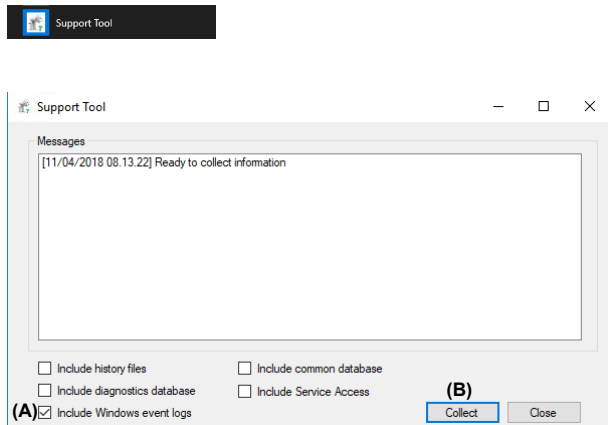 Support Tool
Support Tool
Messages
[11/04/2018 08.13.22] Ready to collect information
Include history files
Include common database
Include diagnostics database
Include Service Access
(B)
(A) Include Windows event logs
Collect
Close